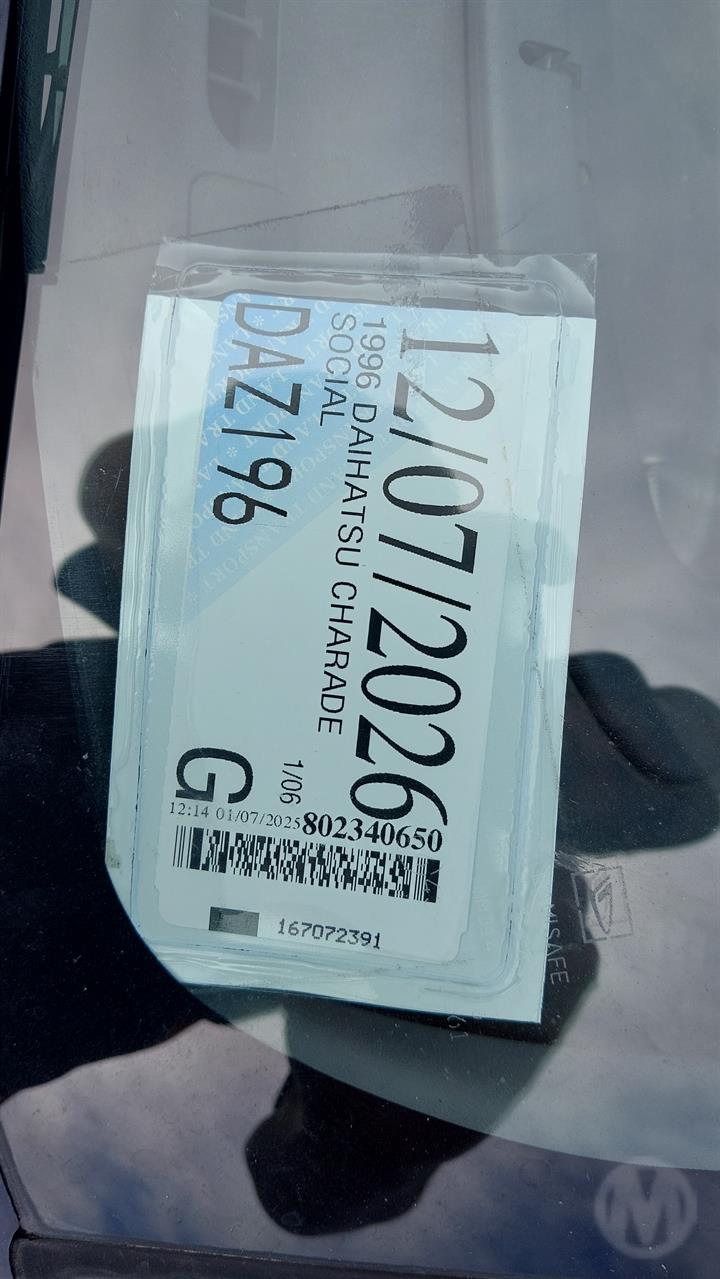 12/07/2026
1996 DAIHATSU CHARADE
SOCIAL
DAZ196
1/06
G
802340650
12:14 01/07/2025
167072391
M